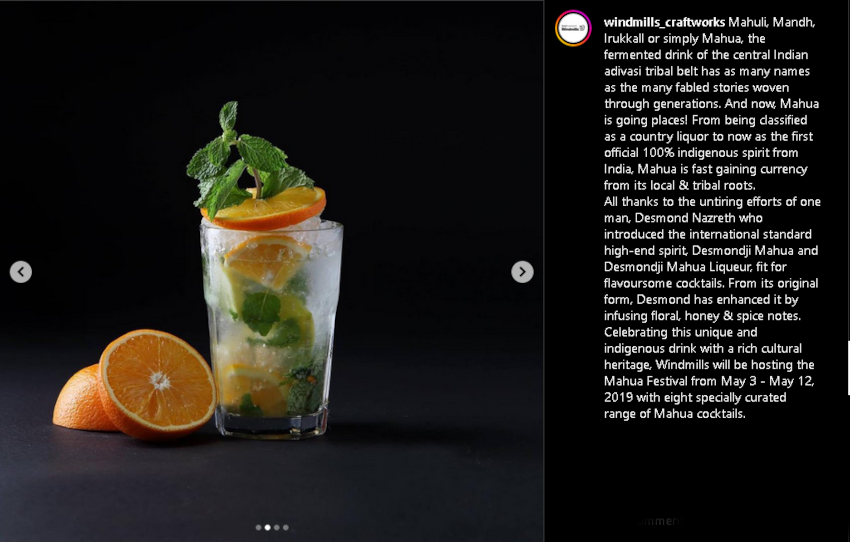 windmills_craftworks Mahuli, Mandh,
Irukkall or simply Mahua, the
fermented drink of the central Indian
adivasi tribal belt has as many names
as the many fabled stories woven
through generations. And now, Mahua
is going places! From being classified
as a country liquor to now as the first
official 100% indigenous spirit from
India, Mahua is fast gaining currency
from its local & tribal roots.
All thanks to the untiring efforts of one
man, Desmond Nazreth who
introduced the international standard
high-end spirit, Desmondji Mahua and
Desmondji Mahua Liqueur, fit for
flavoursome cocktails. From its original
form, Desmond has enhanced it by
infusing floral, honey & spice notes.
Celebrating this unique and
indigenous drink with a rich cultural
heritage, Windmills will be hosting the
Mahua Festival from May 3 - May 12,
2019 with eight specially curated
range of Mahua cocktails.